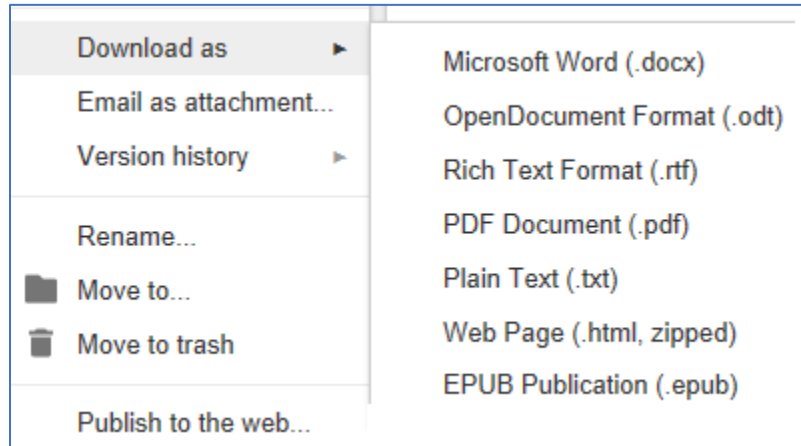 Download as
Email as attachment...
Version history
Rename...
Move to...
Move to trash
Publish to the web...
Microsoft Word (.docx)
OpenDocument Format (.odt)
Rich Text Format (.rtf)
PDF Document (.pdf)
Plain Text (.txt)
Web Page (.html, zipped)
EPUB Publication (.epub)